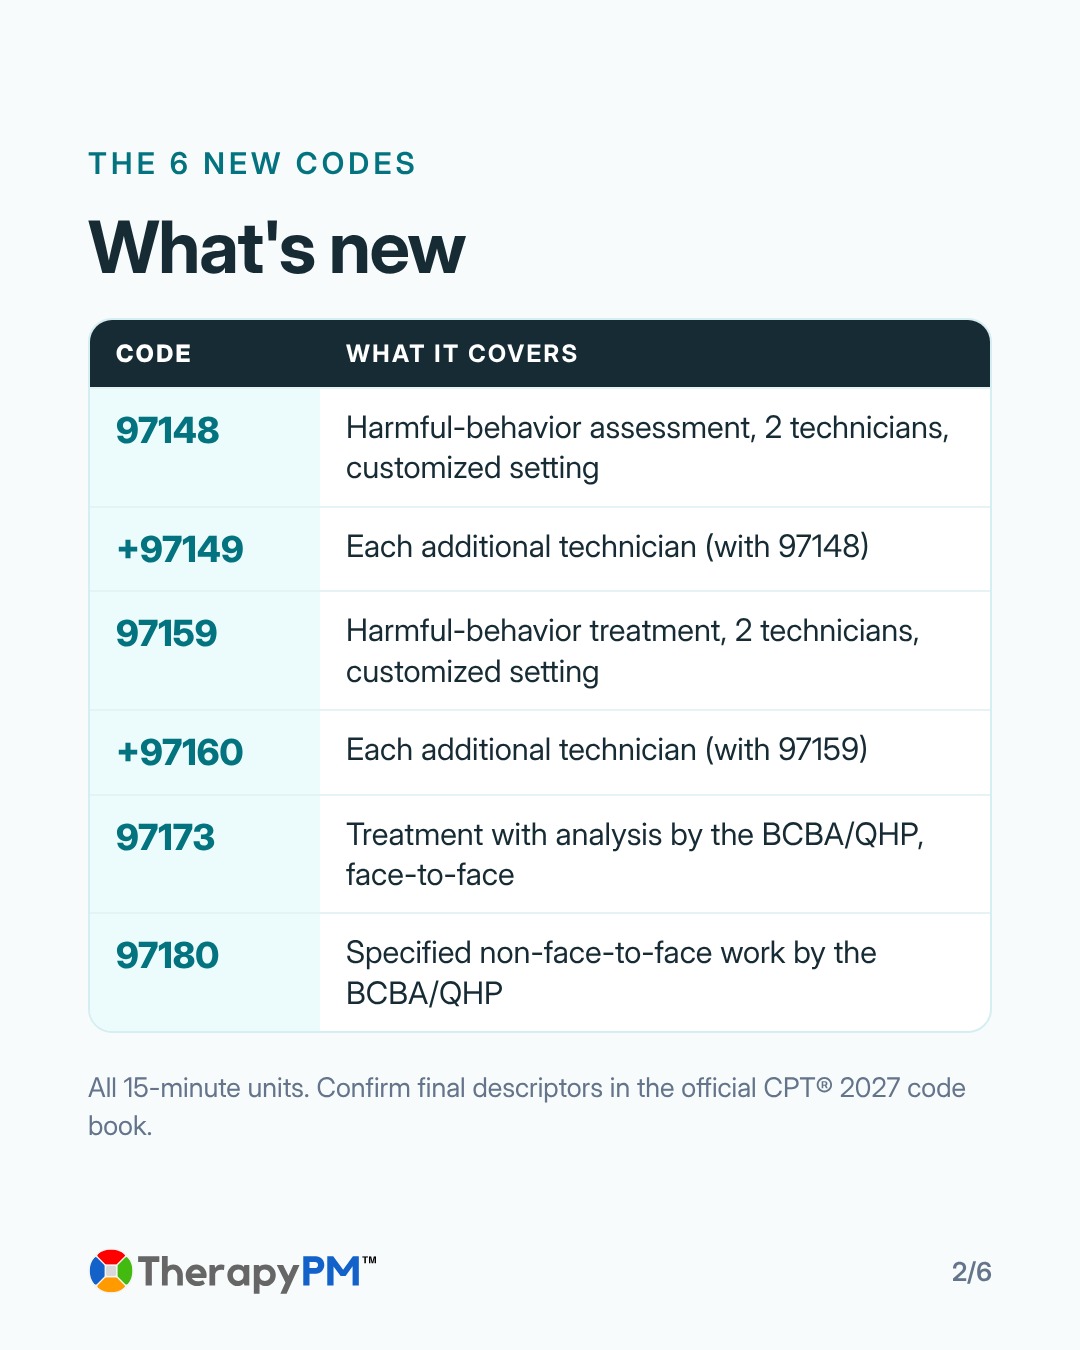 THE 6 NEW CODES
What's new
CODE WHAT IT COVERS
97148 Harmful-behavior assessment, 2 technicians,
customized setting
+97149 Each additional technician (with 97148)
97159 Harmful-behavior treatment, 2 technicians,
customized setting
+97160 Each additional technician (with 97159)
97173 Treatment with analysis by the BCBA/QHP,
face-to-face
97180 Specified non-face-to-face work by the
BCBA/QHP
All 15-minute units. Confirm final descriptors in the official CPT® 2027 code
book.
TherapyPM™ 2/6